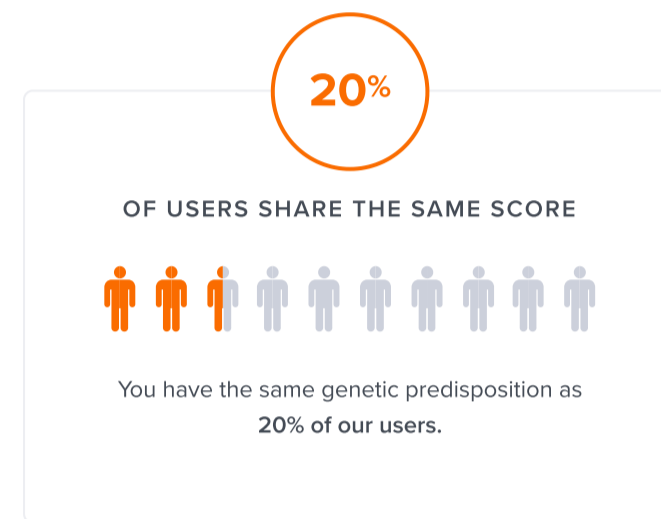 20%
OF USERS SHARE THE SAME SCORE
You have the same genetic predisposition as
20% of our users.